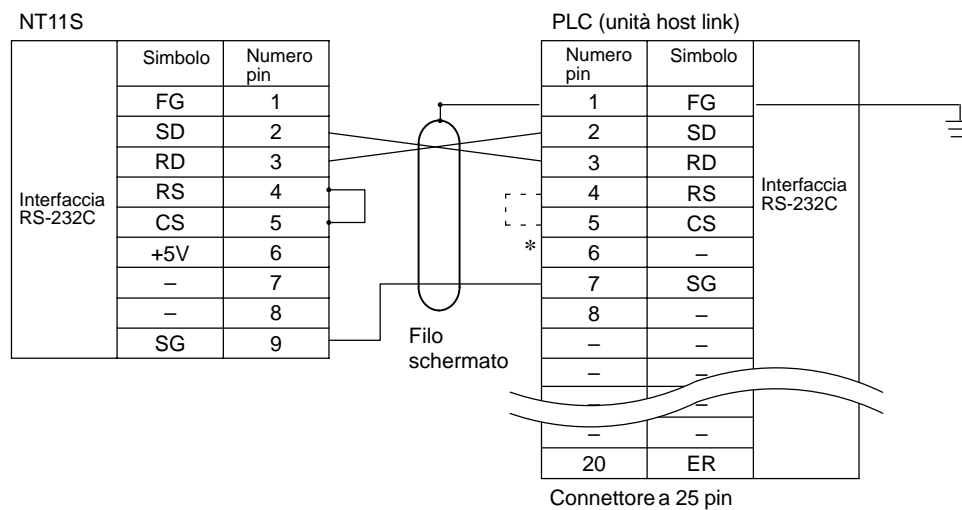 NT11S
PLC (unità host link)
Simbolo Numero pin
Numero pin Simbolo
FG 1
1 FG
SD 2
2 SD
RD 3
3 RD
Interfaccia RS-232C
RS 4
4 RS
Interfaccia RS-232C
CS 5
5 CS
+5V 6
* 6 –
– 7
7 SG
– 8
8 –
SG 9
– –
Filo
schermato
– –
– –
– –
20 ER
Connettore a 25 pin